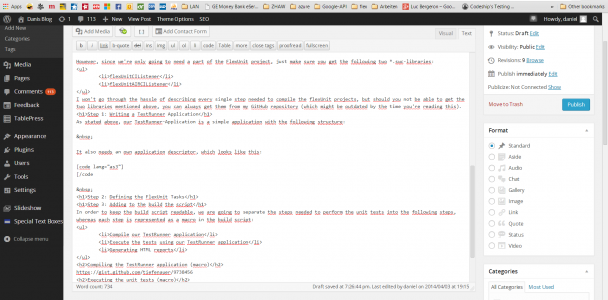 Apps
LAN
GE Money Bank eServ
ZHAW
azure
Google-API
flex
Arbeiten
Codeship's Testing
Luc Bergeron – Goog
Other bookmarks
Danis Blog
1
113
+ New
View Post
Theme Options
SEO
Howdy, daniel
Add New
Categories
Tags
Media
Pages
Comments
Feedback
TablePress
Appearance
Plugins
Users
Tools
Settings
Slideshow
Special Text Boxes
Collapse menu
Add Media
Add Contact Form
Visual
Text
b
i
link
b-quote
del
ins
img
ul
ol
li
code
Table
more
close tags
proofread
fullscreen
However, since we're only going to need a part of the FlexUnit project, just make sure you get the following two *.swc-libraries:
<ul>
<li>flexUnitCIListener</li>
<li>flexUnitAIRCIListener</li>
</ul>
I won't go through the hassle of describing every single step needed to compile the FlexUnit projects, but should you not be able to get the
two libraries mentioned above, you can always get them from my GitHub repository (which might be outdated by the time you're reading this).
<h1>Step 1: Writing a TestRunner Application</h1>
As stated above, our TestRunner-Application is a simple application with the following structure:
&nbsp;
It also needs an own application descriptor, which looks like this:
[code lang="as3"]
[/code
&nbsp;
<h1>Step 2: Defining the FlexUnit Tasks</h1>
<h1>Step 3: Adding to the build the script</h1>
In order to keep the build script readable, we are going to separate the steps needed to perform the unit tests into the following steps,
whereas each step is represented as a macro in the build script:
<ul>
<li>Compile our TestRunner application</li>
<li>Execute the tests using our TestRunner application</li>
<li>Generating HTML reports</li>
</ul>
<h2>Compiling the TestRunner application (macro)</h2>
https://gist.github.com/tiefenauer/9738456
<h2>Executing the unit tests (macro)</h2>
Word count: 734
Draft saved at 7:26:44 pm. Last edited by daniel on 2014/04/03 at 19:15
Status: Draft Edit
Visibility: Public Edit
Revisions: 9 Browse
Publish immediately Edit
Publicize: Not Connected Show
Move to Trash
Publish
Format
Standard
Aside
Audio
Chat
Gallery
Image
Link
Quote
Status
Video
Categories
All Categories
Most Used